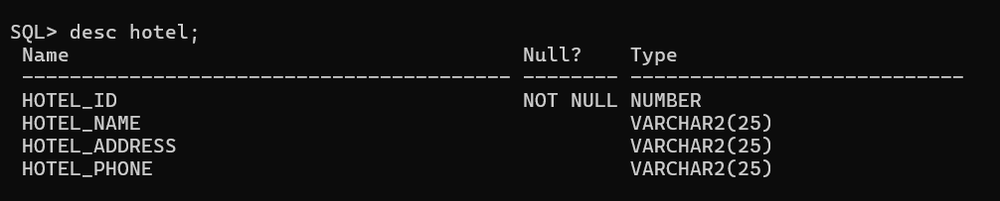 SQL> desc hotel;
 Name                                      Null?    Type
 ----------------------------------------- -------- ----------------------------
 HOTEL_ID                                  NOT NULL NUMBER
 HOTEL_NAME                                         VARCHAR2(25)
 HOTEL_ADDRESS                                      VARCHAR2(25)
 HOTEL_PHONE                                        VARCHAR2(25)